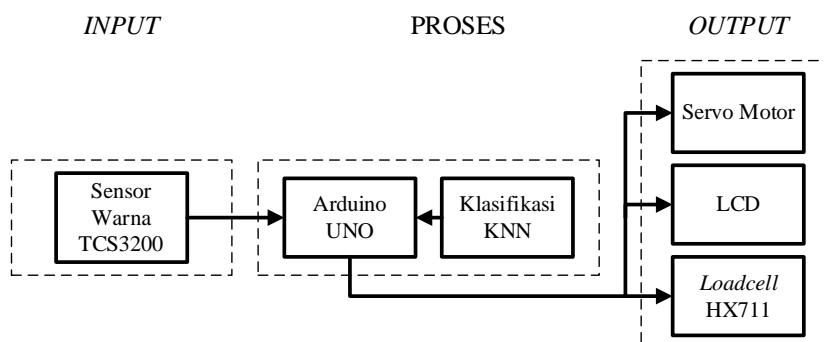 INPUT
PROSES
OUTPUT
Sensor
Warna
TCS3200
Arduino
UNO
Klasifikasi
KNN
Servo Motor
LCD
Loadcell
HX711